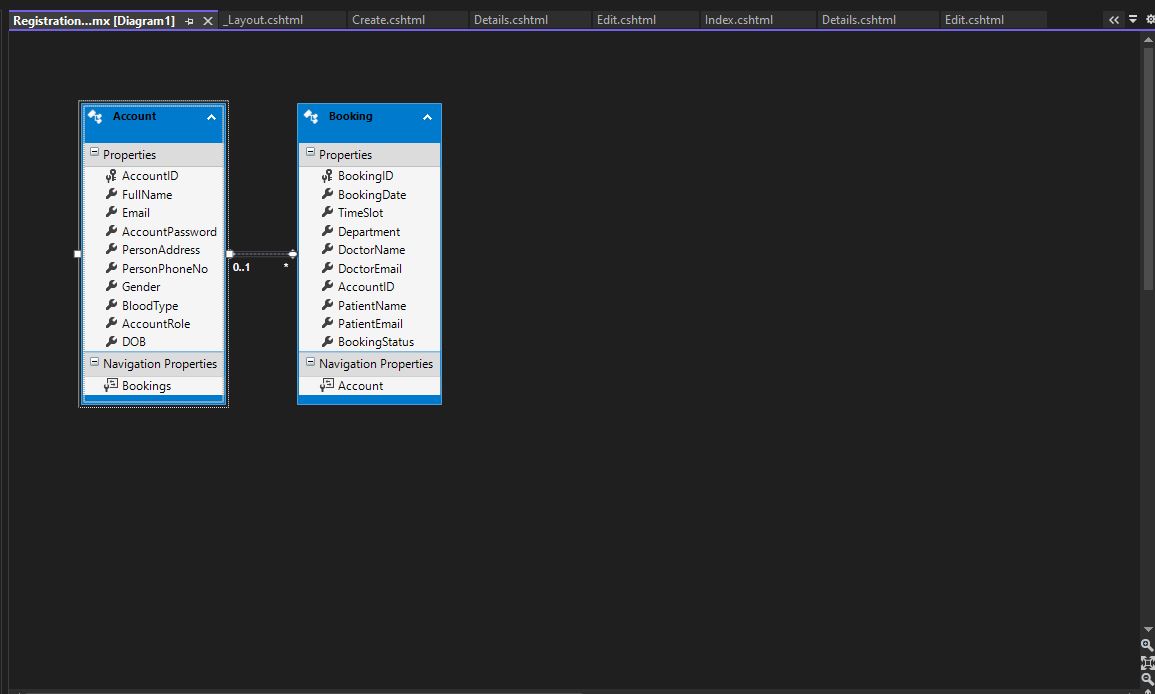 Registration...mx [Diagram1] _Layout.cshtml Create.cshtml Details.cshtml Edit.cshtml Index.cshtml Details.cshtml Edit.cshtml
Account
Properties
AccountID
FullName
Email
AccountPassword
PersonAddress
PersonPhoneNo
Gender
BloodType
AccountRole
DOB
Navigation Properties
Bookings
0..1 *
Booking
Properties
BookingID
BookingDate
TimeSlot
Department
DoctorName
DoctorEmail
AccountID
PatientName
PatientEmail
BookingStatus
Navigation Properties
Account